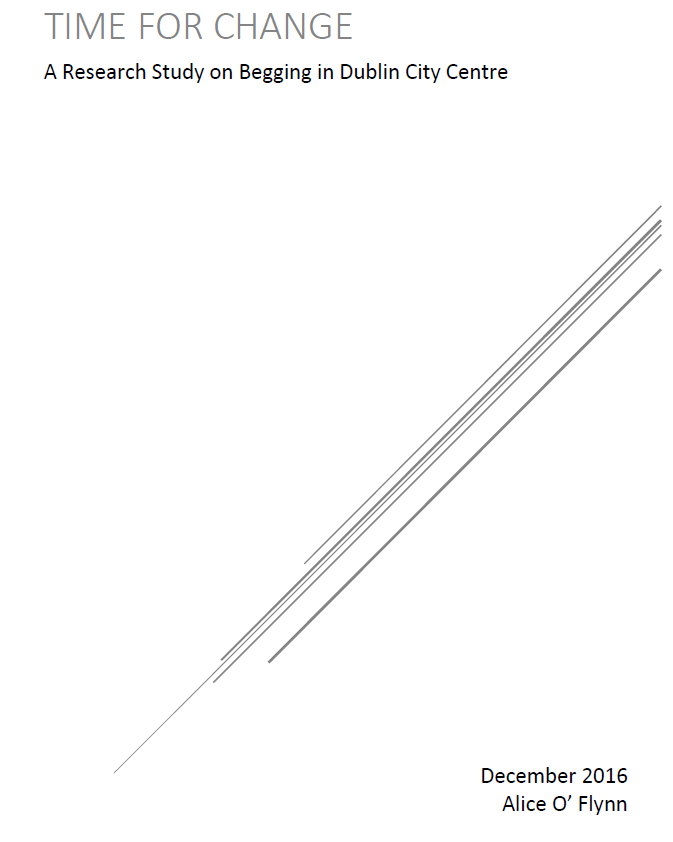 TIME FOR CHANGE
A Research Study on Begging in Dublin City Centre
December 2016
Alice O’ Flynn